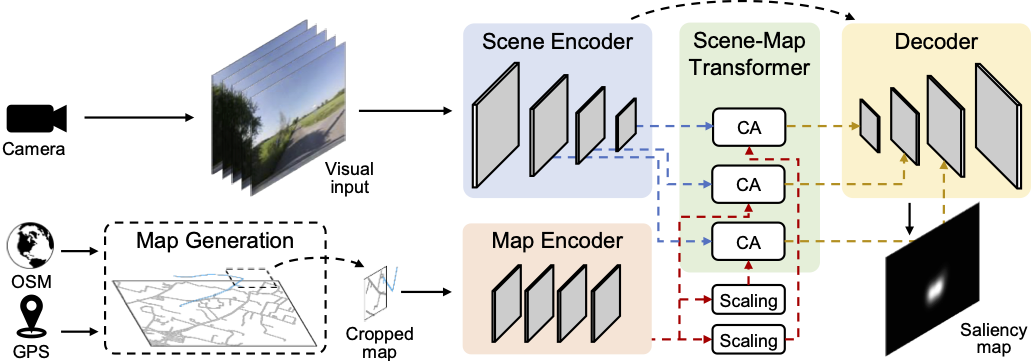 Camera
Visual
input
Scene Encoder
Scene-Map
Transformer
CA
CA
CA
Decoder
OSM
GPS
Map Generation
Cropped
map
Map Encoder
Scaling
Scaling
Saliency
map